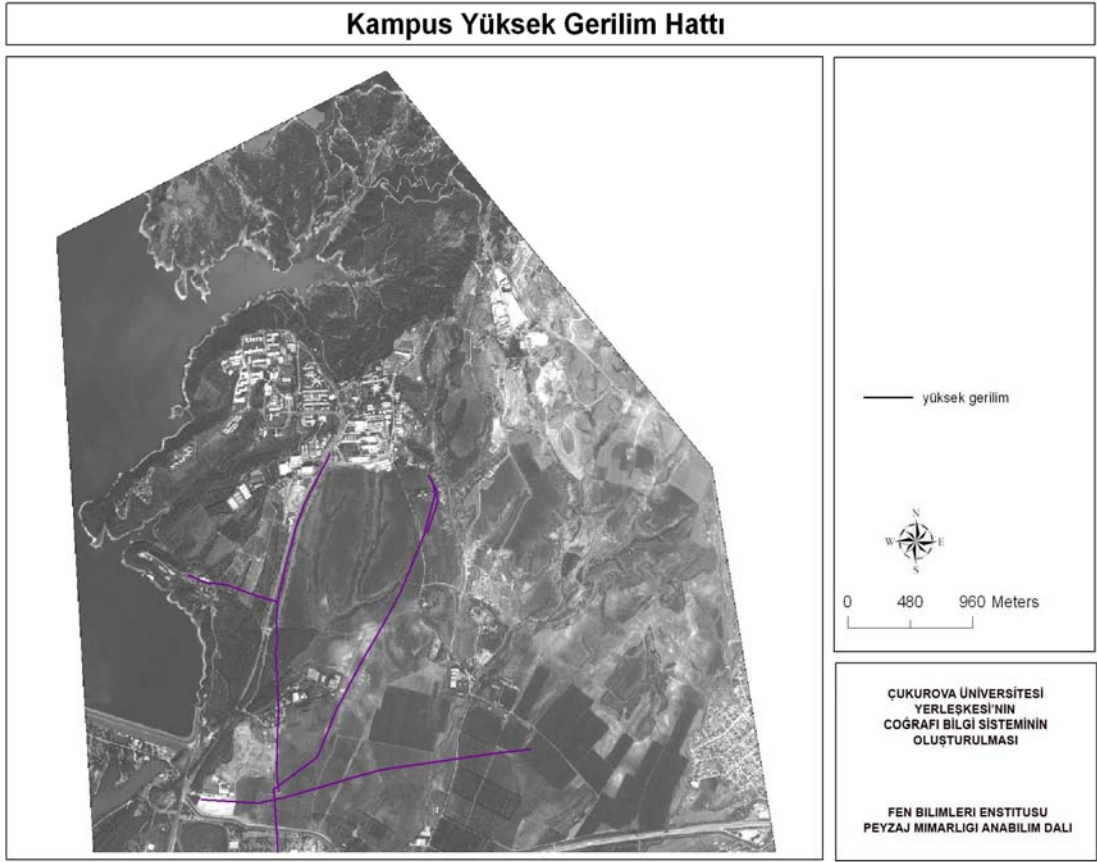 Kampus Yüksek Gerilim Hattı
yüksek gerilim
N
W E
S
0 480 960 Meters
ÇUKUROVA ÜNİVERSİTESİ
YERLEŞKESİ'NİN
COĞRAFI BİLGİ SİSTEMİNİN
OLUŞTURULMASI
FEN BILIMLERI ENSTITUSU
PEYZAJ MIMARLIGI ANABILIM DALI